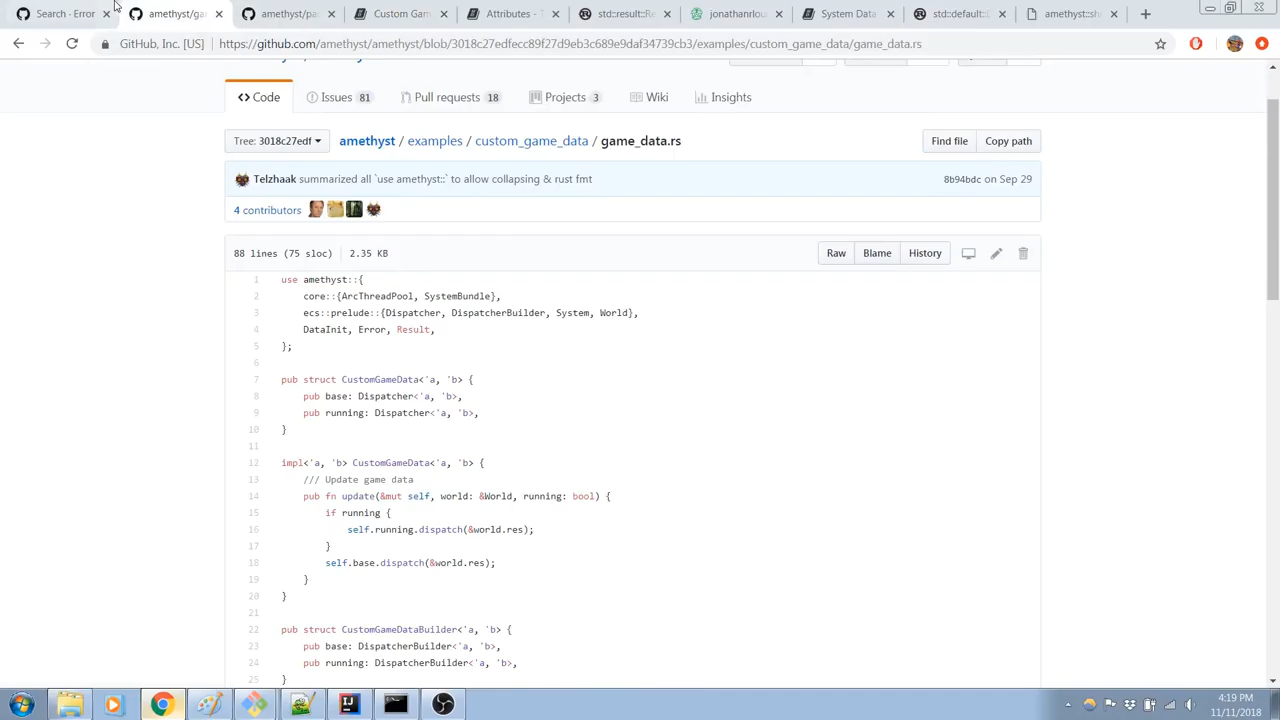 Search · Error
amethyst/ga
amethyst/pa
Custom Gam
Attributes - T
std::result::Re
jonathanrlou
System Data
std::default::D
amethyst::sh
GitHub, Inc. [US]
https://github.com/amethyst/amethyst/blob/3018c27edfecc89f27d9eb3c689e9daf34739cb3/examples/custom_game_data/game_data.rs
Code
Issues 81
Pull requests 18
Projects 3
Wiki
Insights
Tree: 3018c27edf
amethyst / examples / custom_game_data / game_data.rs
Find file
Copy path
Telzhaak summarized all `use amethyst::` to allow collapsing & rust fmt
8b94bdc on Sep 29
4 contributors
88 lines (75 sloc)
2.35 KB
Raw
Blame
History
1 use amethyst::{
2 core::{ArcThreadPool, SystemBundle},
3 ecs::prelude::{Dispatcher, DispatcherBuilder, System, World},
4 DataInit, Error, Result,
5 };
6
7 pub struct CustomGameData<'a, 'b> {
8 pub base: Dispatcher<'a, 'b>,
9 pub running: Dispatcher<'a, 'b>,
10 }
11
12 impl<'a, 'b> CustomGameData<'a, 'b> {
13 /// Update game data
14 pub fn update(&mut self, world: &World, running: bool) {
15 if running {
16 self.running.dispatch(&world.res);
17 }
18 self.base.dispatch(&world.res);
19 }
20 }
21
22 pub struct CustomGameDataBuilder<'a, 'b> {
23 pub base: DispatcherBuilder<'a, 'b>,
24 pub running: DispatcherBuilder<'a, 'b>,
25 }
4:19 PM
11/11/2018